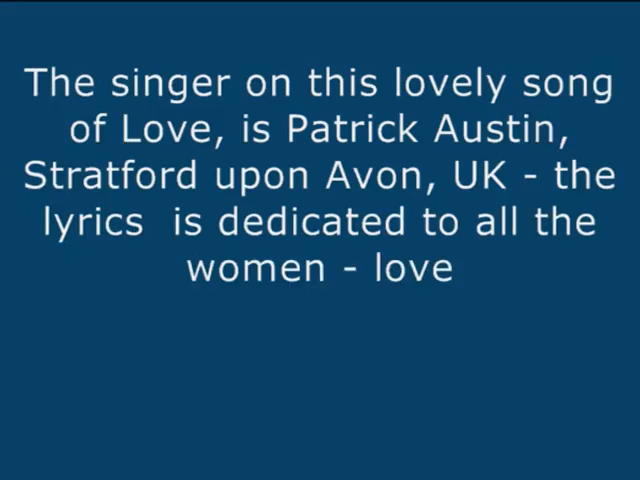 The singer on this lovely song
of Love, is Patrick Austin,
Stratford upon Avon, UK - the
lyrics  is dedicated to all the
women - love